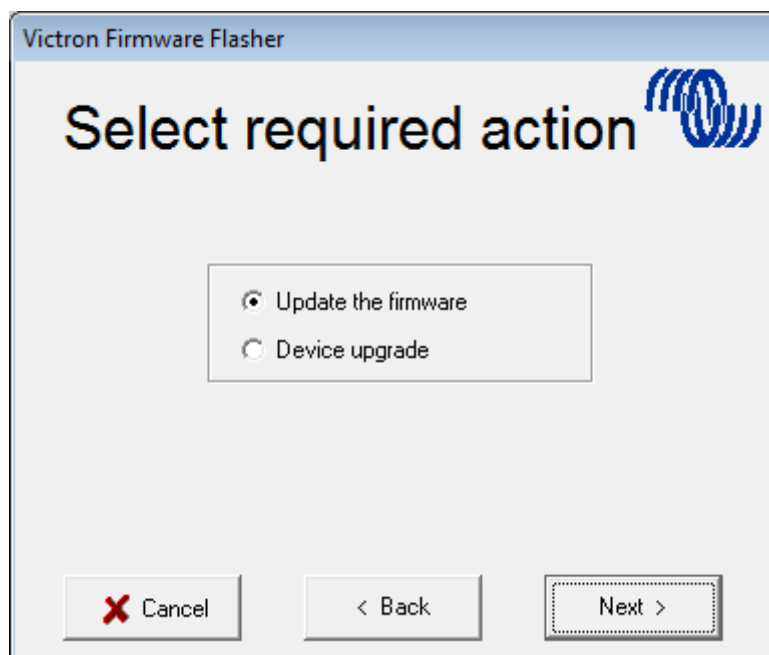 Victron Firmware Flasher
Select required action
Update the firmware
Device upgrade
Cancel
< Back
Next >